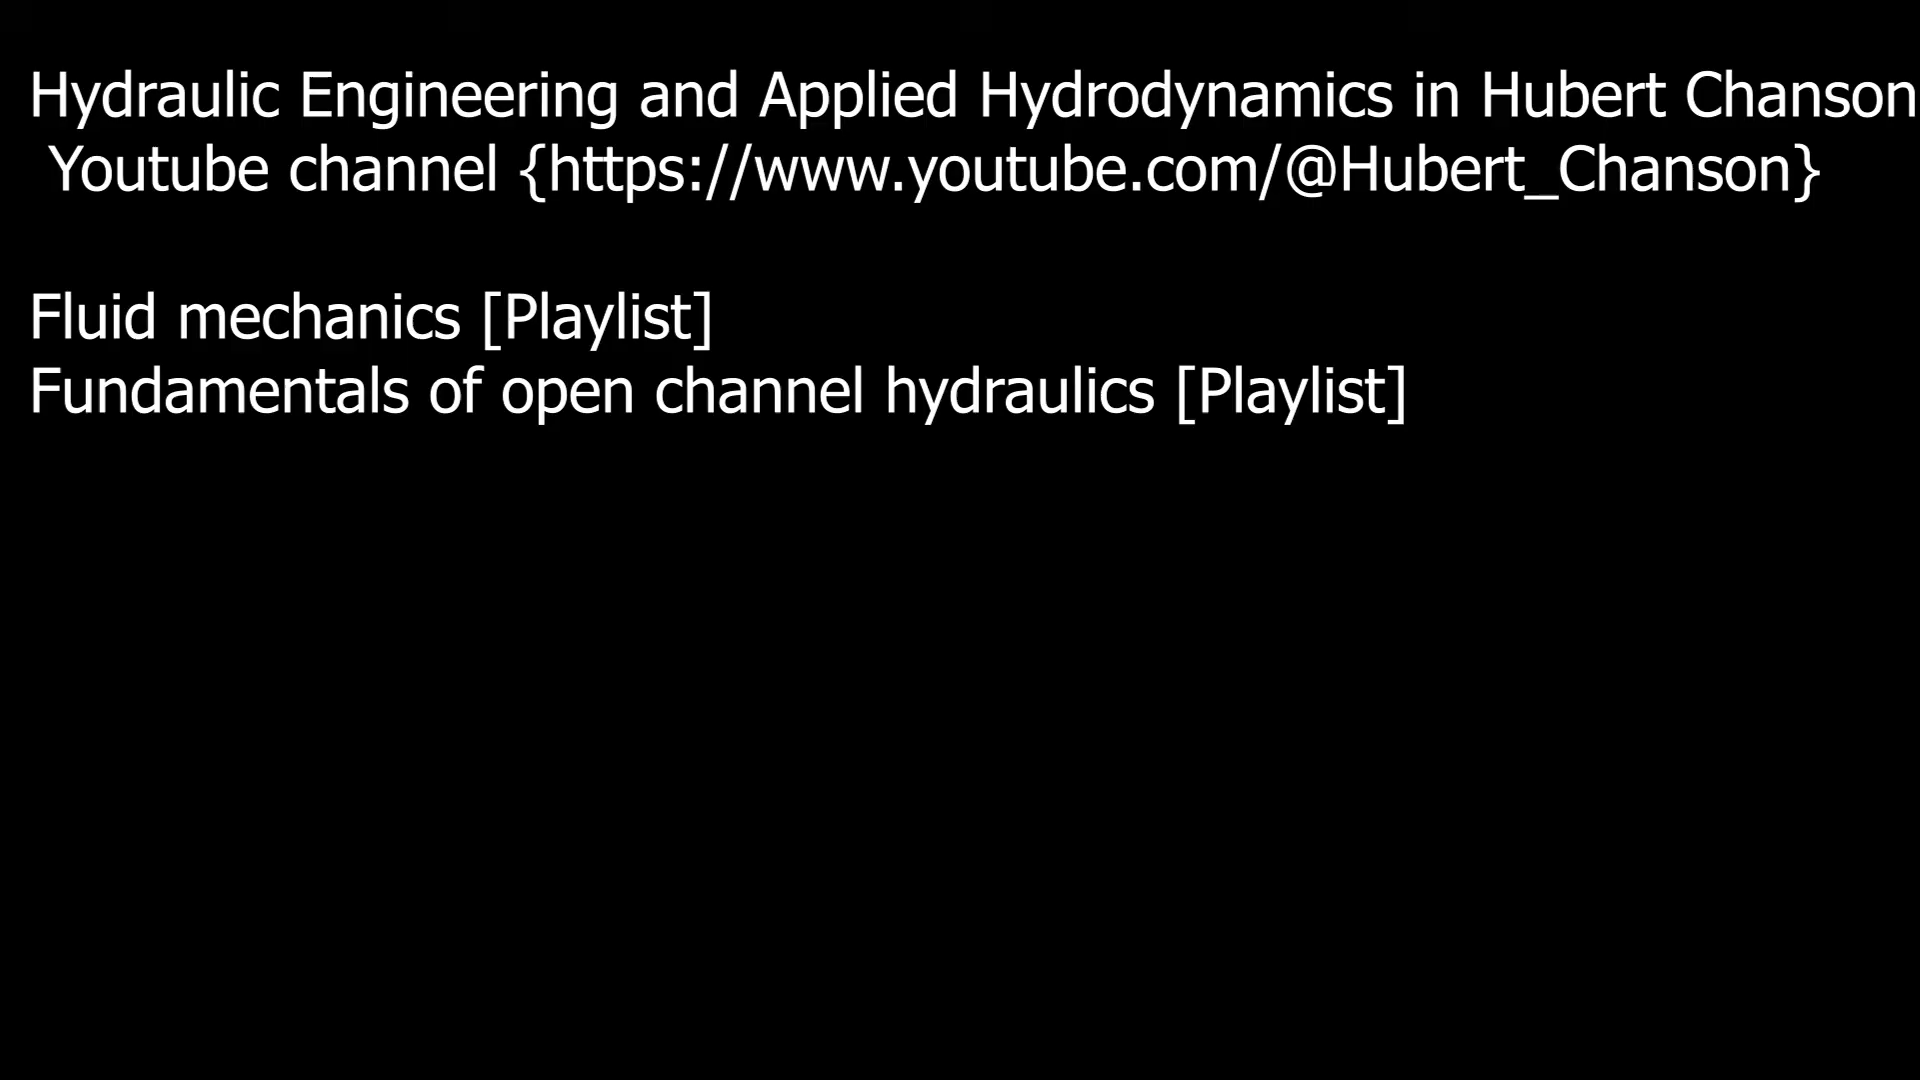 Hydraulic Engineering and Applied Hydrodynamics in Hubert Chanson
Youtube channel {https://www.youtube.com/@Hubert_Chanson}
Fluid mechanics [Playlist]
Fundamentals of open channel hydraulics [Playlist]